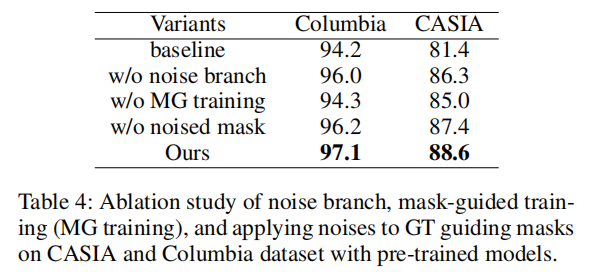 Variants Columbia CASIA
baseline 94.2 81.4
w/o noise branch 96.0 86.3
w/o MG training 94.3 85.0
w/o noised mask 96.2 87.4
Ours 97.1 88.6
Table 4: Ablation study of noise branch, mask-guided train-
ing (MG training), and applying noises to GT guiding masks
on CASIA and Columbia dataset with pre-trained models.